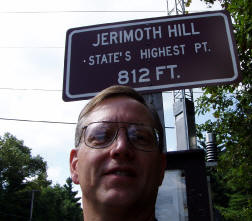 JERIMOTH HILL
· STATE'S HIGHEST PT.
812 FT.